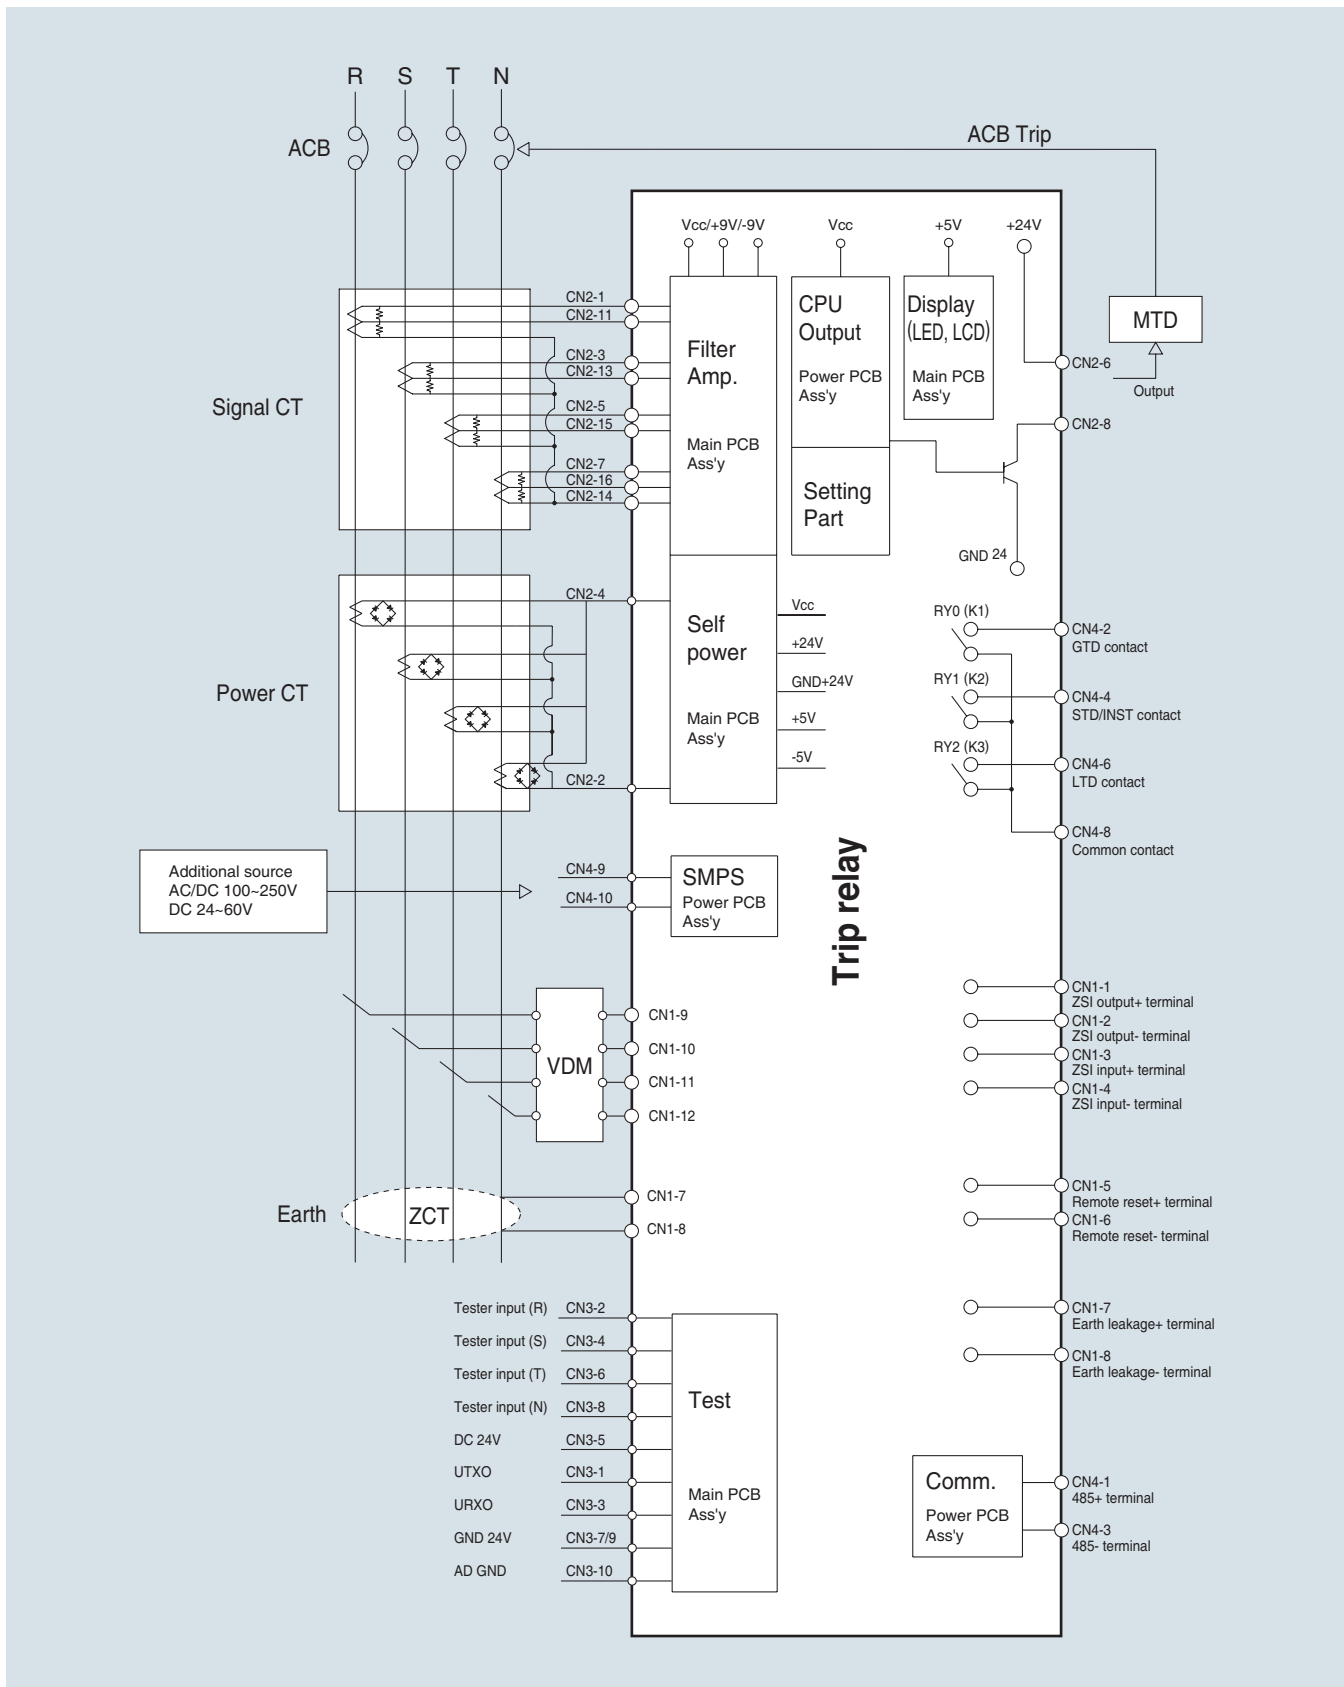 R S T N
ACB
ACB Trip
Vcc/+9V/-9V
Vcc
+5V
+24V
CN2-1
CN2-11
CN2-3
CN2-13
CN2-5
CN2-15
CN2-7
CN2-16
CN2-14
Signal CT
Filter
Amp.
Main PCB
Ass'y
CPU
Output
Power PCB
Ass'y
Setting
Part
Display
(LED, LCD)
Main PCB
Ass'y
MTD
Output
CN2-6
CN2-8
GND 24
Power CT
CN2-4
CN2-2
Self
power
Main PCB
Ass'y
Vcc
+24V
GND+24V
+5V
-5V
RY0 (K1)
CN4-2
GTD contact
RY1 (K2)
CN4-4
STD/INST contact
RY2 (K3)
CN4-6
LTD contact
CN4-8
Common contact
Additional source
AC/DC 100~250V
DC 24~60V
CN4-9
CN4-10
SMPS
Power PCB
Ass'y
Trip relay
VDM
CN1-9
CN1-10
CN1-11
CN1-12
CN1-1
ZSI output+ terminal
CN1-2
ZSI output- terminal
CN1-3
ZSI input+ terminal
CN1-4
ZSI input- terminal
Earth
ZCT
CN1-7
CN1-8
CN1-5
Remote reset+ terminal
CN1-6
Remote reset- terminal
CN1-7
Earth leakage+ terminal
CN1-8
Earth leakage- terminal
Tester input (R) CN3-2
Tester input (S) CN3-4
Tester input (T) CN3-6
Tester input (N) CN3-8
DC 24V CN3-5
UTXO CN3-1
URXO CN3-3
GND 24V CN3-7/9
AD GND CN3-10
Test
Main PCB
Ass'y
Comm.
Power PCB
Ass'y
CN4-1
485+ terminal
CN4-3
485- terminal